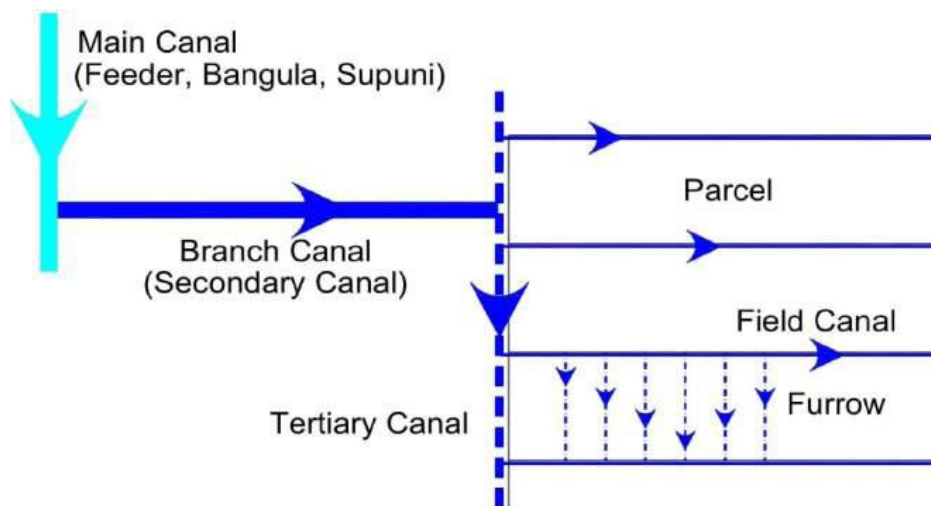 Main Canal
(Feeder, Bangula, Supuni)
Parcel
Branch Canal
(Secondary Canal)
Field Canal
Furrow
Tertiary Canal